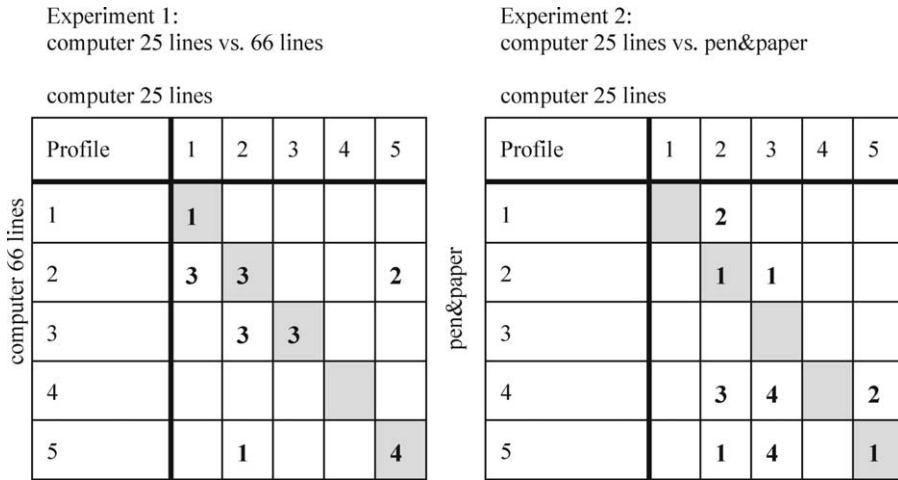 Experiment 1:
computer 25 lines vs. 66 lines
computer 25 lines
Profile 1 2 3 4 5
1 1
2 3 3 2
3 3 3
4
5 1 4
computer 66 lines
Experiment 2:
computer 25 lines vs. pen&paper
computer 25 lines
Profile 1 2 3 4 5
1 2
2 1 1
3
4 3 4 2
5 1 4 1
pen&paper